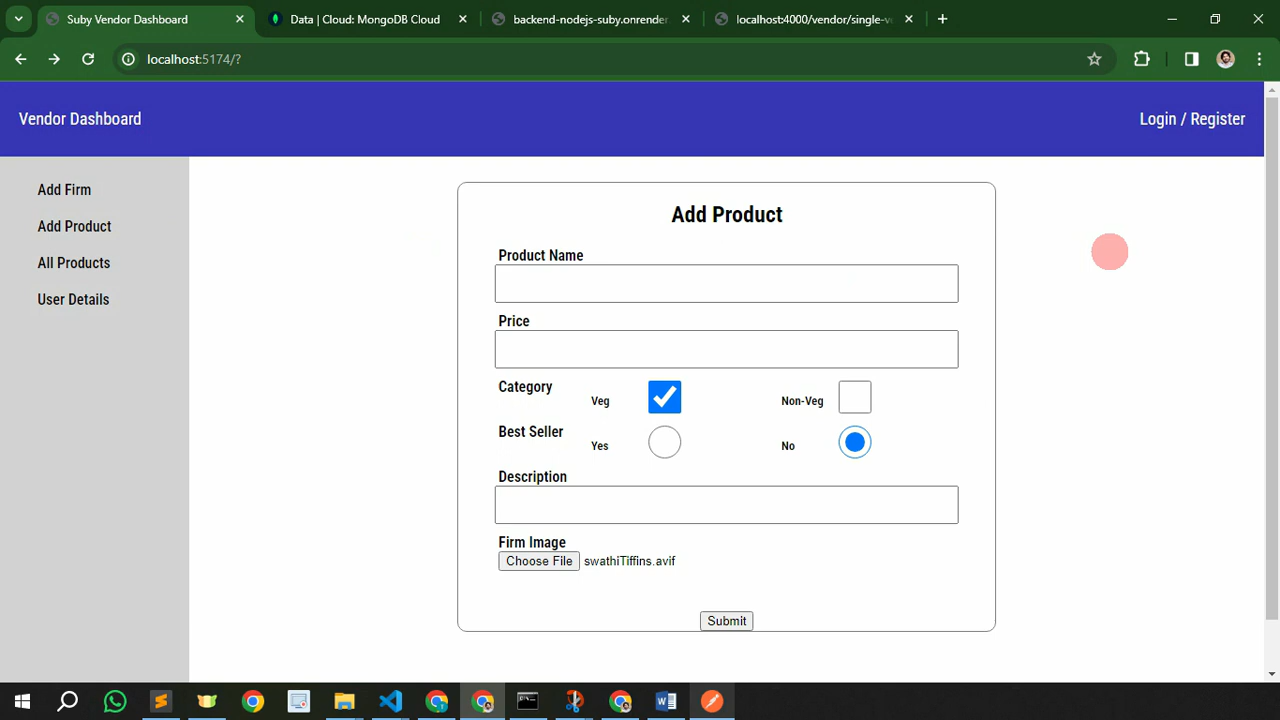 Suby Vendor Dashboard
Data | Cloud: MongoDB Cloud
backend-nodejs-suby.onrender
localhost:4000/vendor/single-v
localhost:5174/?
Vendor Dashboard
Login / Register
Add Firm
Add Product
All Products
User Details
Add Product
Product Name
Price
Category
Veg
Non-Veg
Best Seller
Yes
No
Description
Firm Image
Choose File swathiTiffins.avif
Submit